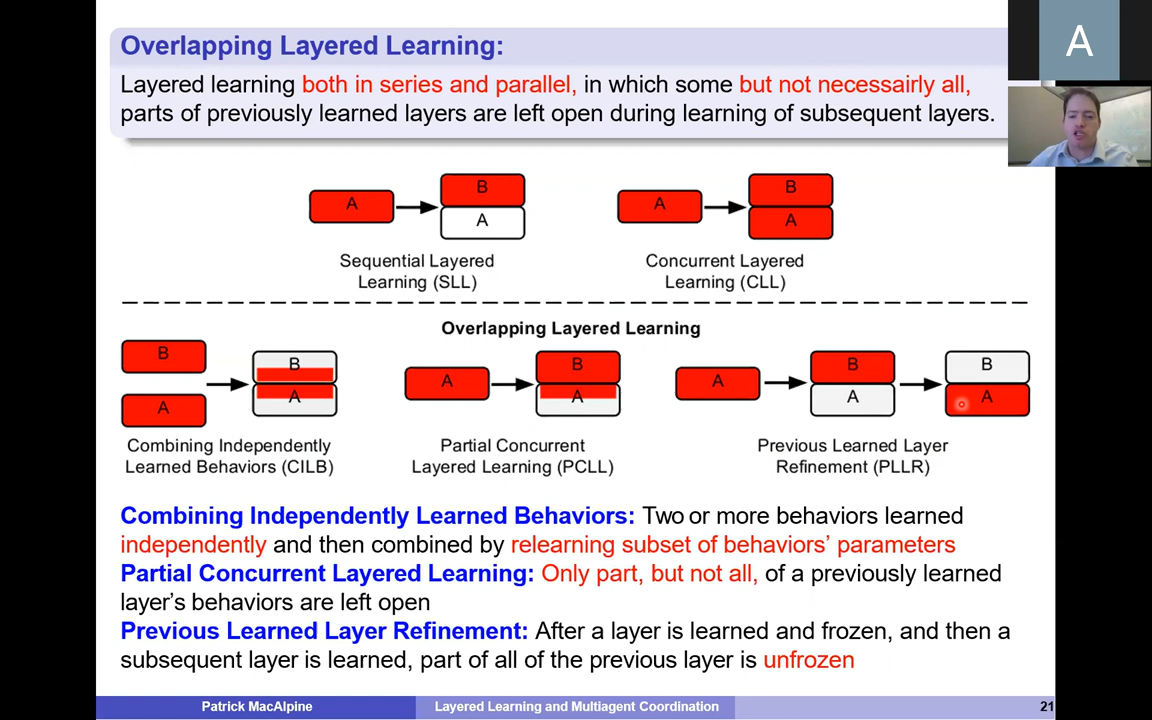 Overlapping Layered Learning:
Layered learning both in series and parallel, in which some but not necessairly all,
parts of previously learned layers are left open during learning of subsequent layers.
A
A
B
A
Sequential Layered
Learning (SLL)
A
B
A
Concurrent Layered
Learning (CLL)
Overlapping Layered Learning
B
A
B
A
Combining Independently
Learned Behaviors (CILB)
A
B
A
Partial Concurrent
Layered Learning (PCLL)
A
B
A
B
A
Previous Learned Layer
Refinement (PLLR)
Combining Independently Learned Behaviors: Two or more behaviors learned
independently and then combined by relearning subset of behaviors' parameters
Partial Concurrent Layered Learning: Only part, but not all, of a previously learned
layer's behaviors are left open
Previous Learned Layer Refinement: After a layer is learned and frozen, and then a
subsequent layer is learned, part of all of the previous layer is unfrozen
Patrick MacAlpine
Layered Learning and Multiagent Coordination
21